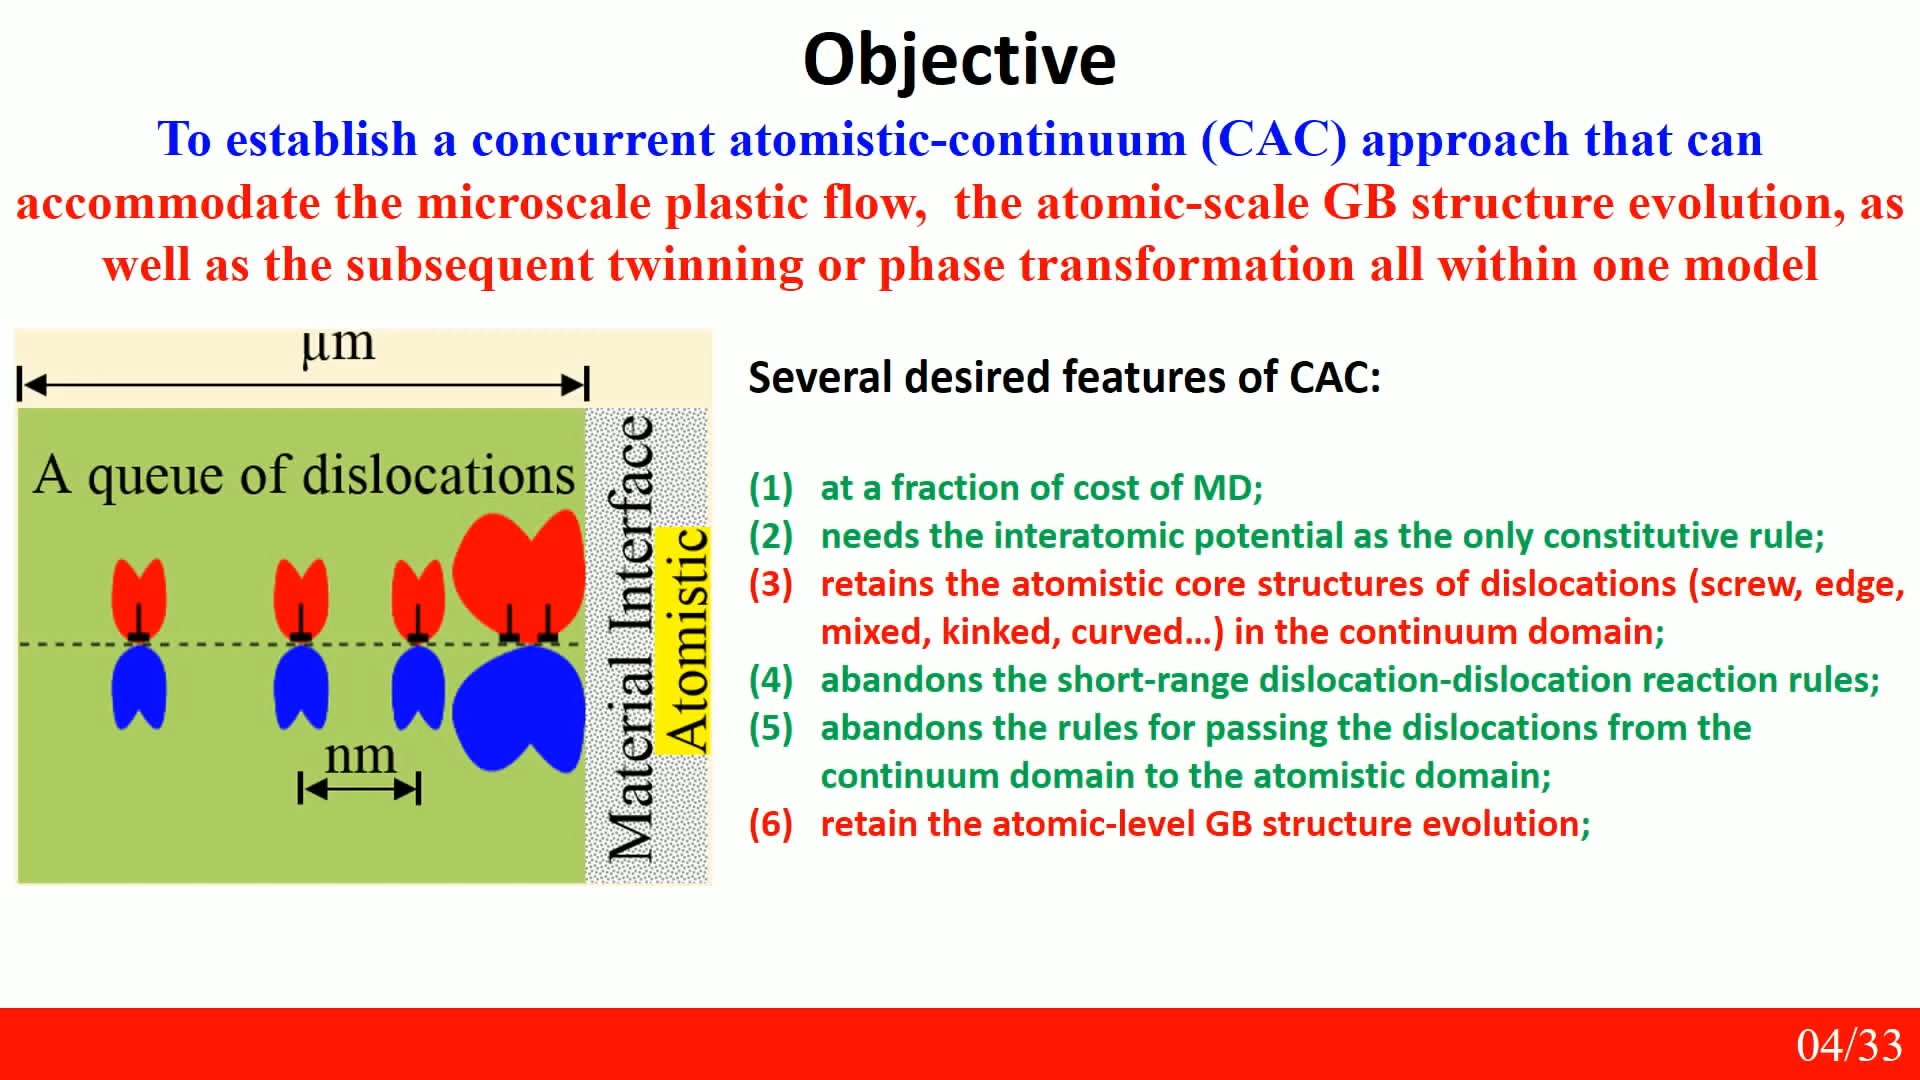 Objective
To establish a concurrent atomistic-continuum (CAC) approach that can
accommodate the microscale plastic flow, the atomic-scale GB structure evolution, as
well as the subsequent twinning or phase transformation all within one model
µm
A queue of dislocations
nm
Material Interface
Atomistic
Several desired features of CAC:
(1) at a fraction of cost of MD;
(2) needs the interatomic potential as the only constitutive rule;
(3) retains the atomistic core structures of dislocations (screw, edge,
mixed, kinked, curved...) in the continuum domain;
(4) abandons the short-range dislocation-dislocation reaction rules;
(5) abandons the rules for passing the dislocations from the
continuum domain to the atomistic domain;
(6) retain the atomic-level GB structure evolution;
04/33